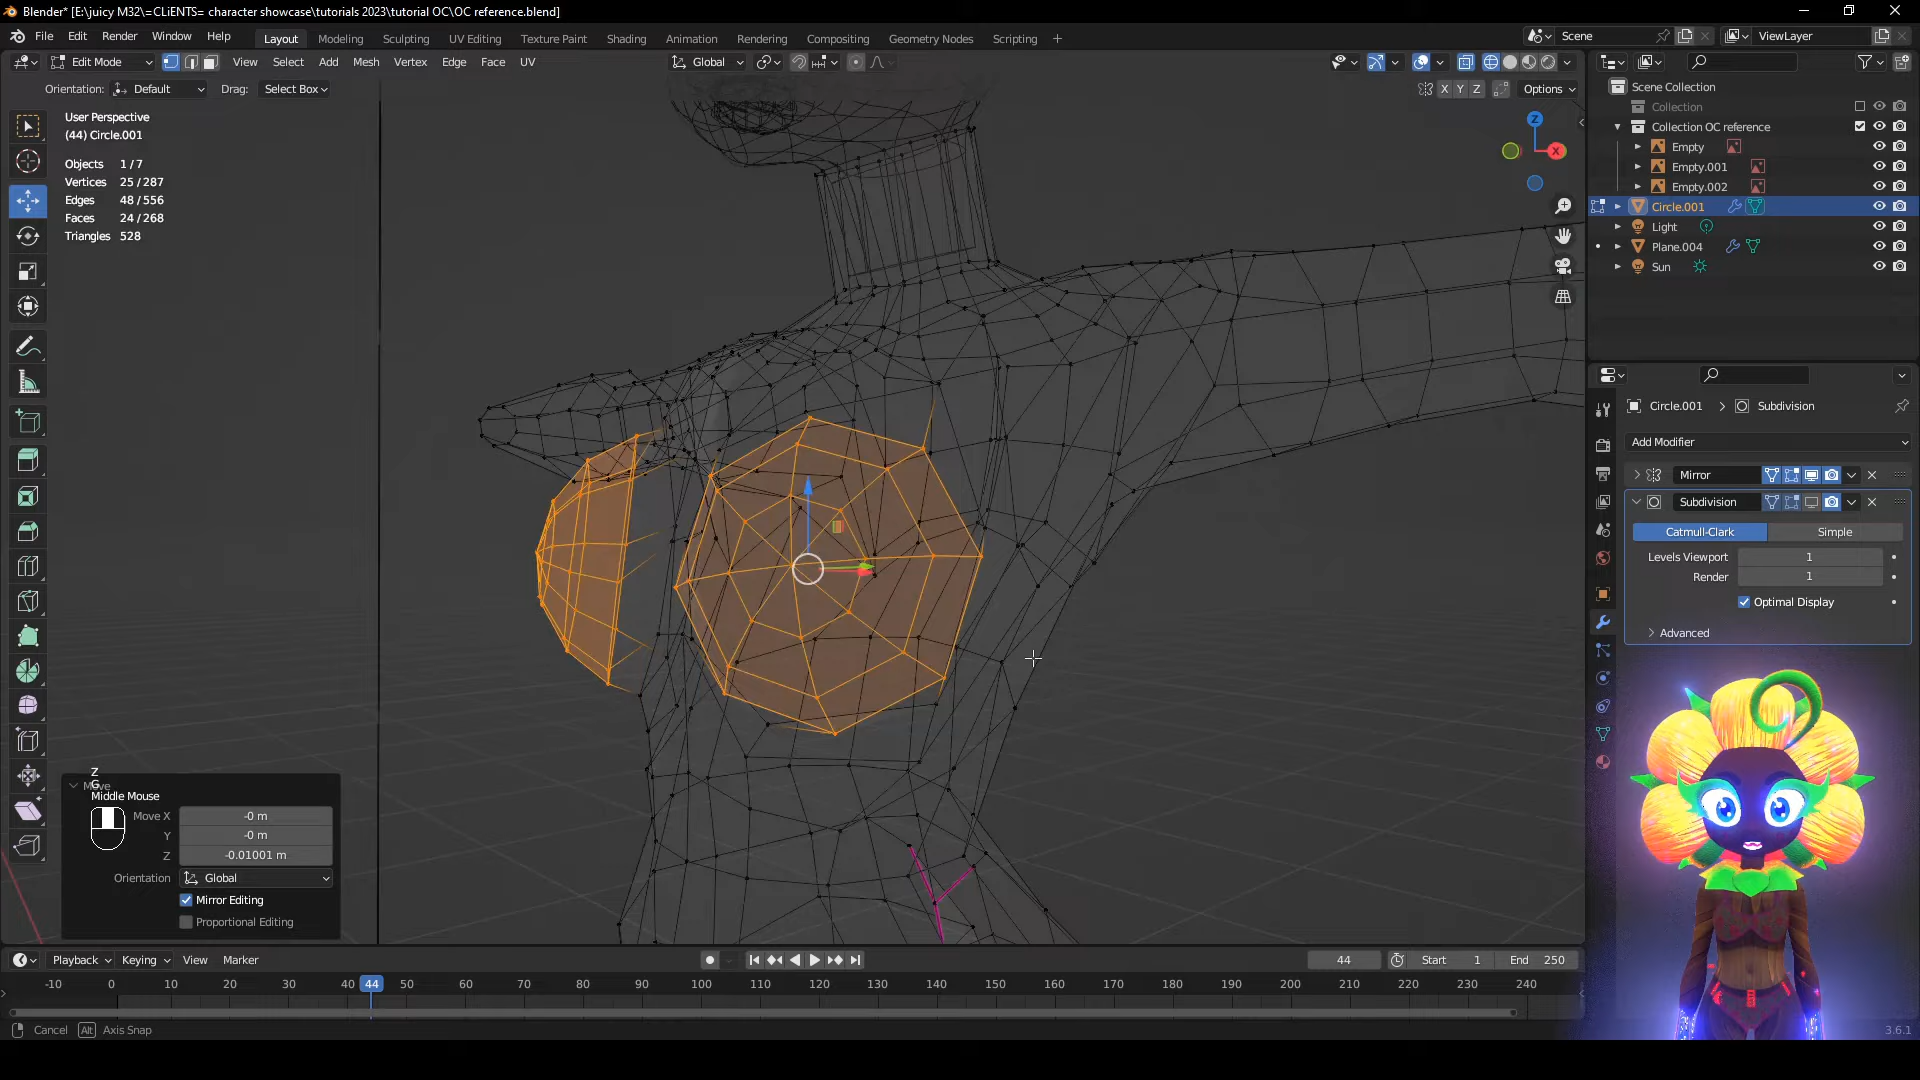 Blender* [E:\juicy M32\=CLiENTS= character showcase\tutorials 2023\tutorial OC\OC reference.blend]
File Edit Render Window Help Layout Modeling Sculpting UV Editing Texture Paint Shading Animation Rendering Compositing Geometry Nodes Scripting + Scene ViewLayer
Edit Mode View Select Add Mesh Vertex Edge Face UV Global
Orientation: Default Drag: Select Box X Y Z Options
User Perspective
(44) Circle.001
Objects 1/7
Vertices 25/287
Edges 48/556
Faces 24/268
Triangles 528
Z
X
Scene Collection
Collection
Collection OC reference
Empty
Empty.001
Empty.002
Circle.001
Light
Plane.004
Sun
Circle.001 > Subdivision
Add Modifier
Mirror
Subdivision
Catmull-Clark Simple
Levels Viewport 1
Render 1
Optimal Display
Advanced
Z
G
Move
Middle Mouse
Move X -0 m
Y -0 m
Z -0.01001 m
Orientation Global
Mirror Editing
Proportional Editing
Playback Keying View Marker 44 Start 1 End 250
-10 0 10 20 30 40 44 50 60 70 80 90 100 110 120 130 140 150 160 170 180 190 200 210 220 230 240
Cancel Alt Axis Snap
3.6.1